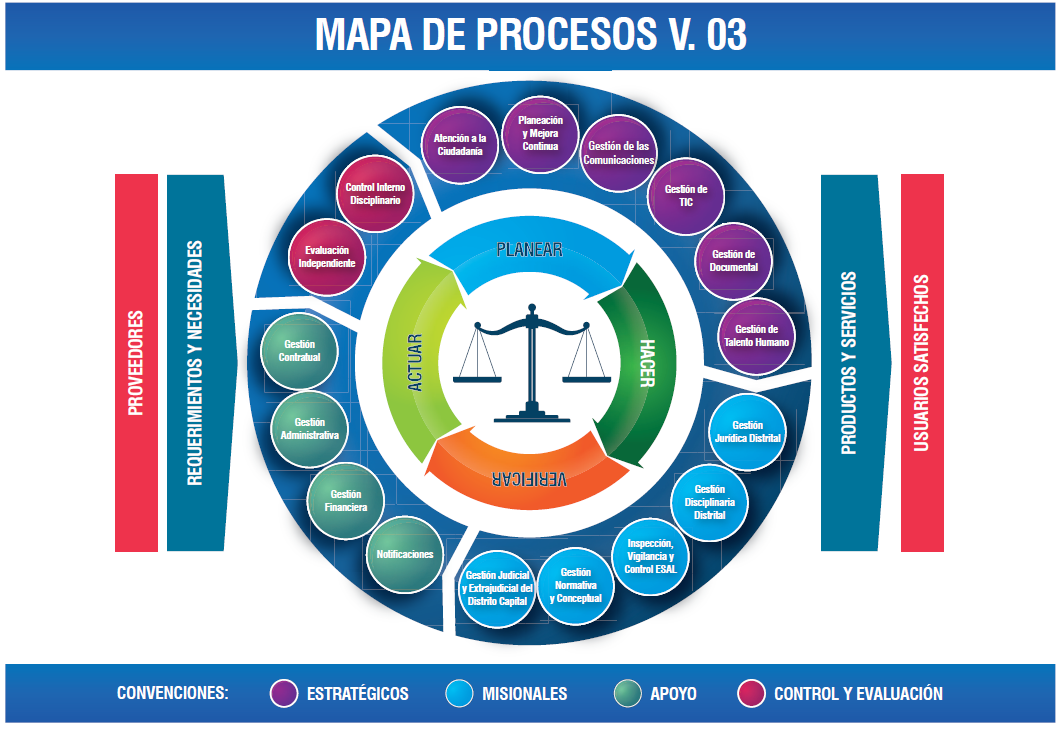 MAPA DE PROCESOS V. 03
PROVEEDORES
REQUERIMIENTOS Y NECESIDADES
Atención a la
Ciudadanía
Planeación
y Mejora
Continua
Gestión de las
Comunicaciones
Gestión de
TIC
Gestión de
Documental
Gestión de
Talento Humano
Gestión
Jurídica Distrital
Gestión
Disciplinaria
Distrital
Inspección,
Vigilancia y
Control ESAL
Gestión
Normativa
y Conceptual
Gestión Judicial
y Extrajudicial del
Distrito Capital
Notificaciones
Gestión
Financiera
Gestión
Administrativa
Gestión
Contractual
Evaluación
Independiente
Control Interno
Disciplinario
PLANEAR
HACER
VERIFICAR
ACTUAR
PRODUCTOS Y SERVICIOS
USUARIOS SATISFECHOS
CONVENCIONES:
ESTRATÉGICOS
MISIONALES
APOYO
CONTROL Y EVALUACIÓN